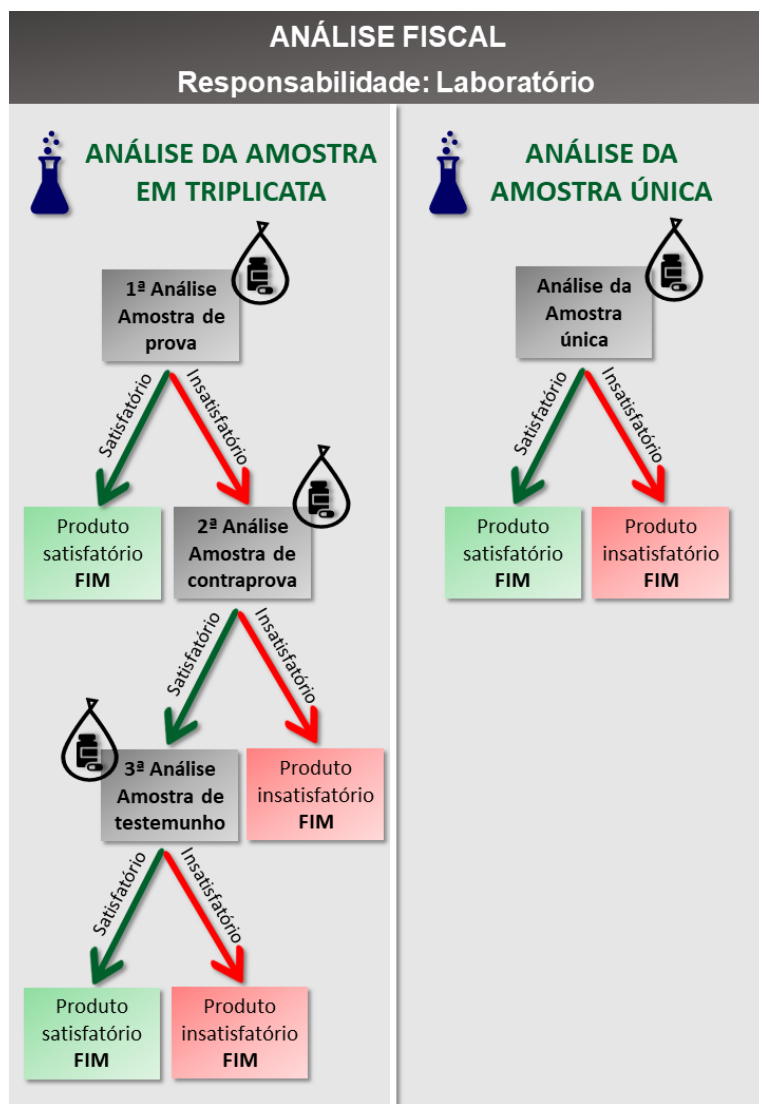 ANÁLISE FISCAL
Responsabilidade: Laboratório
ANÁLISE DA AMOSTRA
EM TRIPLICATA
1ª Análise
Amostra de
prova
Satisfatório
Insatisfatório
Produto
satisfatório
FIM
2ª Análise
Amostra de
contraprova
Satisfatório
Insatisfatório
3ª Análise
Amostra de
testemunho
Produto
insatisfatório
FIM
Satisfatório
Insatisfatório
Produto
satisfatório
FIM
Produto
insatisfatório
FIM
ANÁLISE DA
AMOSTRA ÚNICA
Análise da
Amostra
única
Satisfatório
Insatisfatório
Produto
satisfatório
FIM
Produto
insatisfatório
FIM